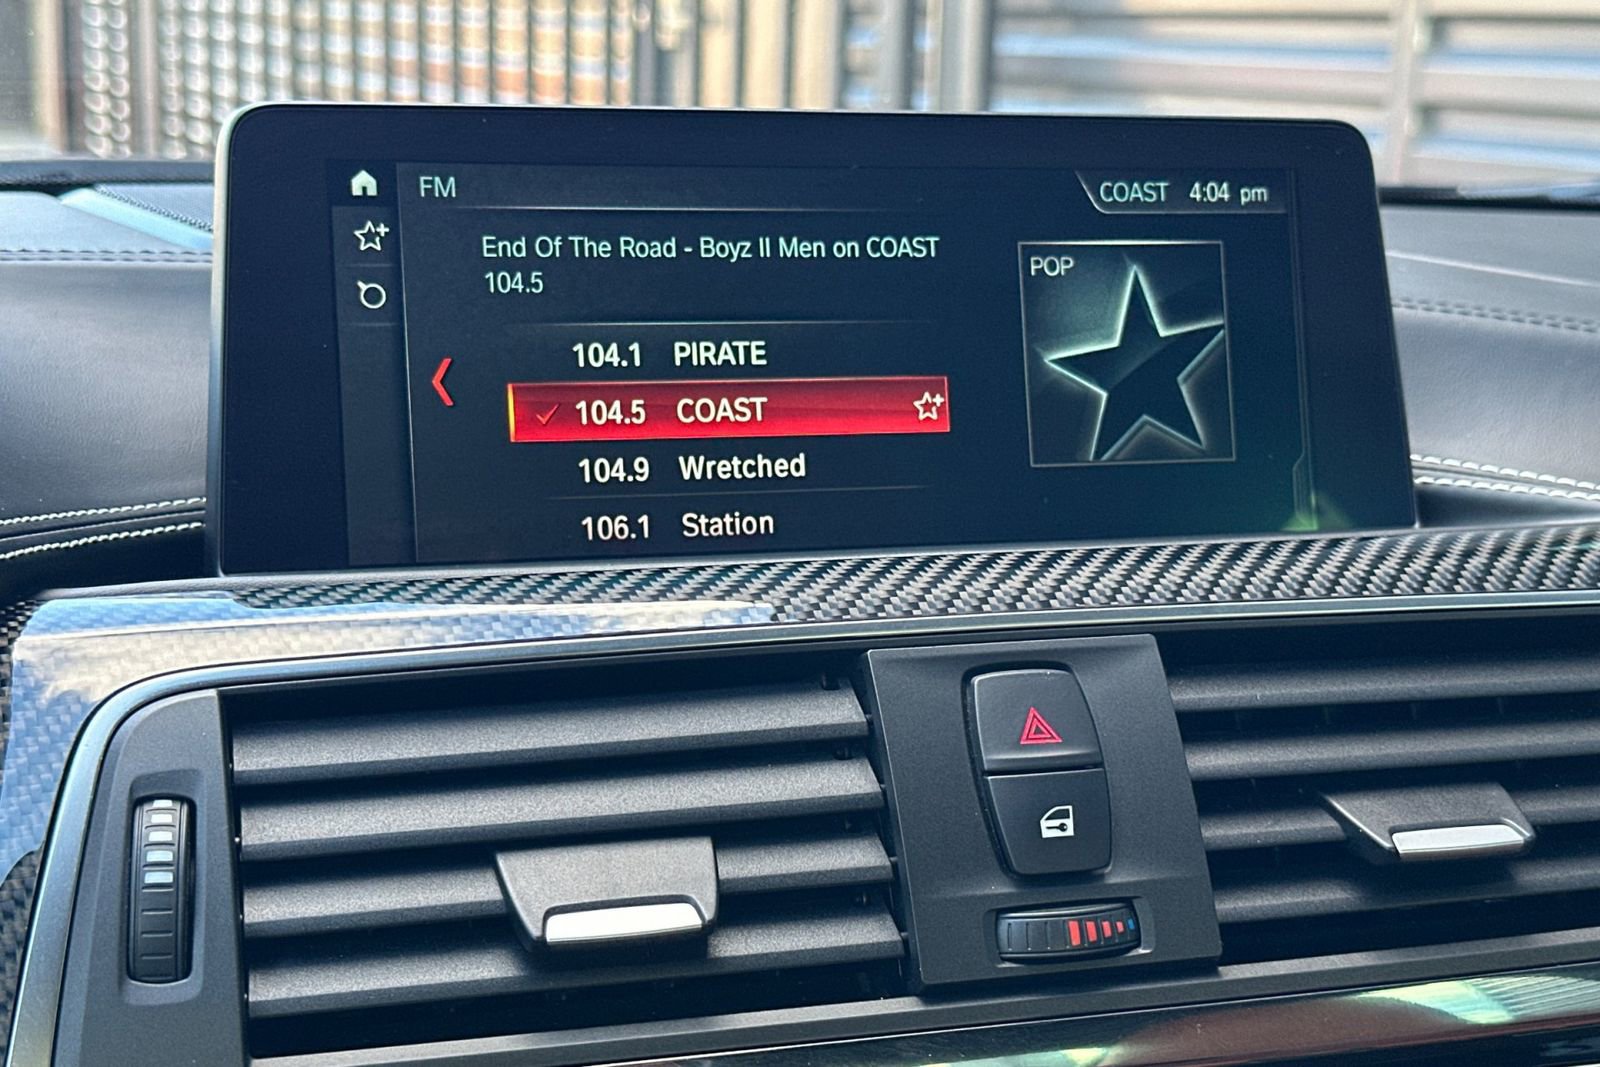 FM
COAST 4:04 pm
End Of The Road - Boyz II Men on COAST
104.5
POP
104.1 PIRATE
104.5 COAST
104.9 Wretched
106.1 Station